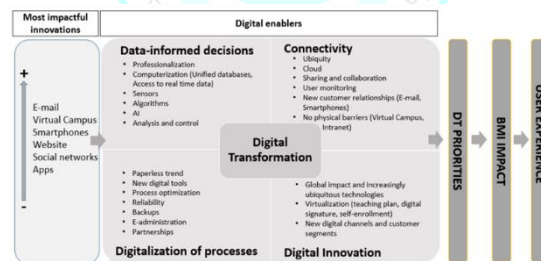 Most impactful
innovations
Digital enablers
+
E-mail
Virtual Campus
Smartphones
Website
Social networks
Apps
-
Data-informed decisions
• Professionalization
• Computerization (Unified databases,
Access to real time data)
• Sensors
• Algorithms
• AI
• Analysis and control
Connectivity
• Ubiquity
• Cloud
• Sharing and collaboration
• User monitoring
• New customer relationships (E-mail,
Smartphones)
• No physical barriers (Virtual Campus,
Intranet)
Digital
Transformation
• Paperless trend
• New digital tools
• Process optimization
• Reliability
• Backups
• E-administration
• Partnerships
Digitalization of processes
• Global impact and increasingly
ubiquitous technologies
• Virtualization (teaching plan, digital
signature, self-enrollment)
• New digital channels and customer
segments
Digital Innovation
DT PRIORITIES
BMI IMPACT
USER EXPERIENCE